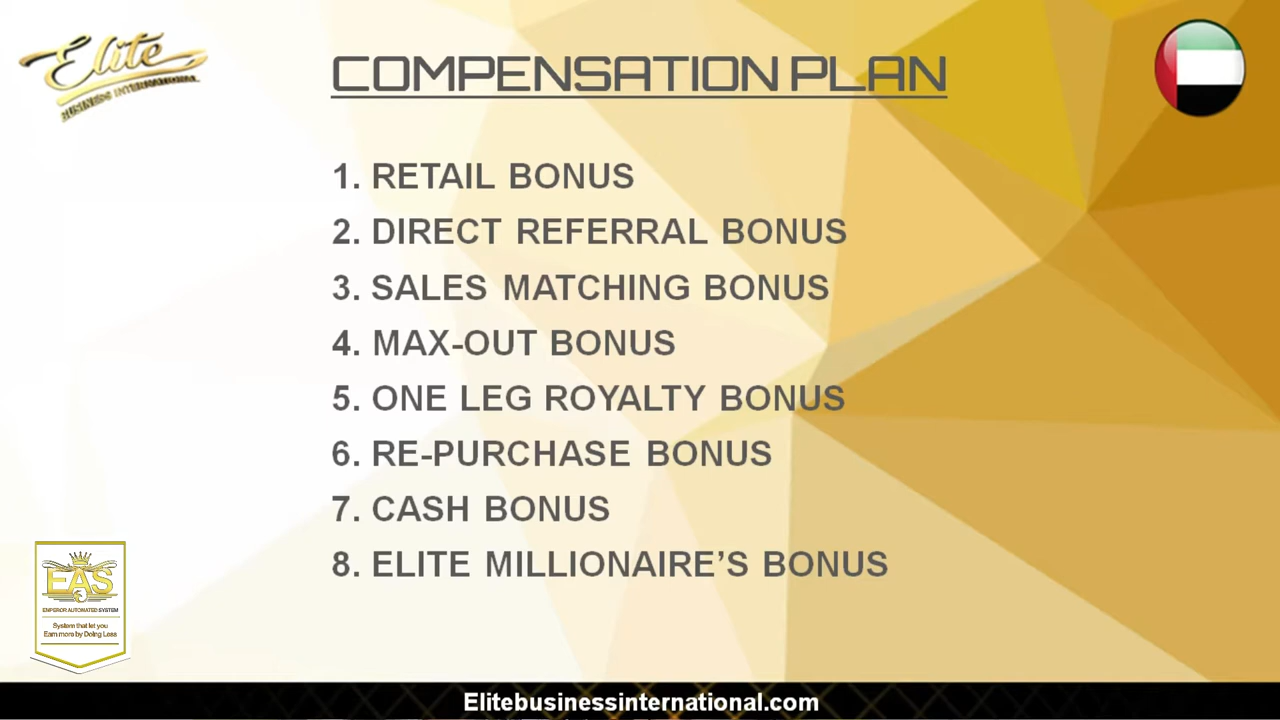 Elite
BUSINESS INTERNATIONAL
COMPENSATION PLAN
1. RETAIL BONUS
2. DIRECT REFERRAL BONUS
3. SALES MATCHING BONUS
4. MAX-OUT BONUS
5. ONE LEG ROYALTY BONUS
6. RE-PURCHASE BONUS
7. CASH BONUS
8. ELITE MILLIONAIRE’S BONUS
EAS
EMPEROR AUTOMATED SYSTEM
System that let you
Earn more by Doing Less
Elitebusinessinternational.com